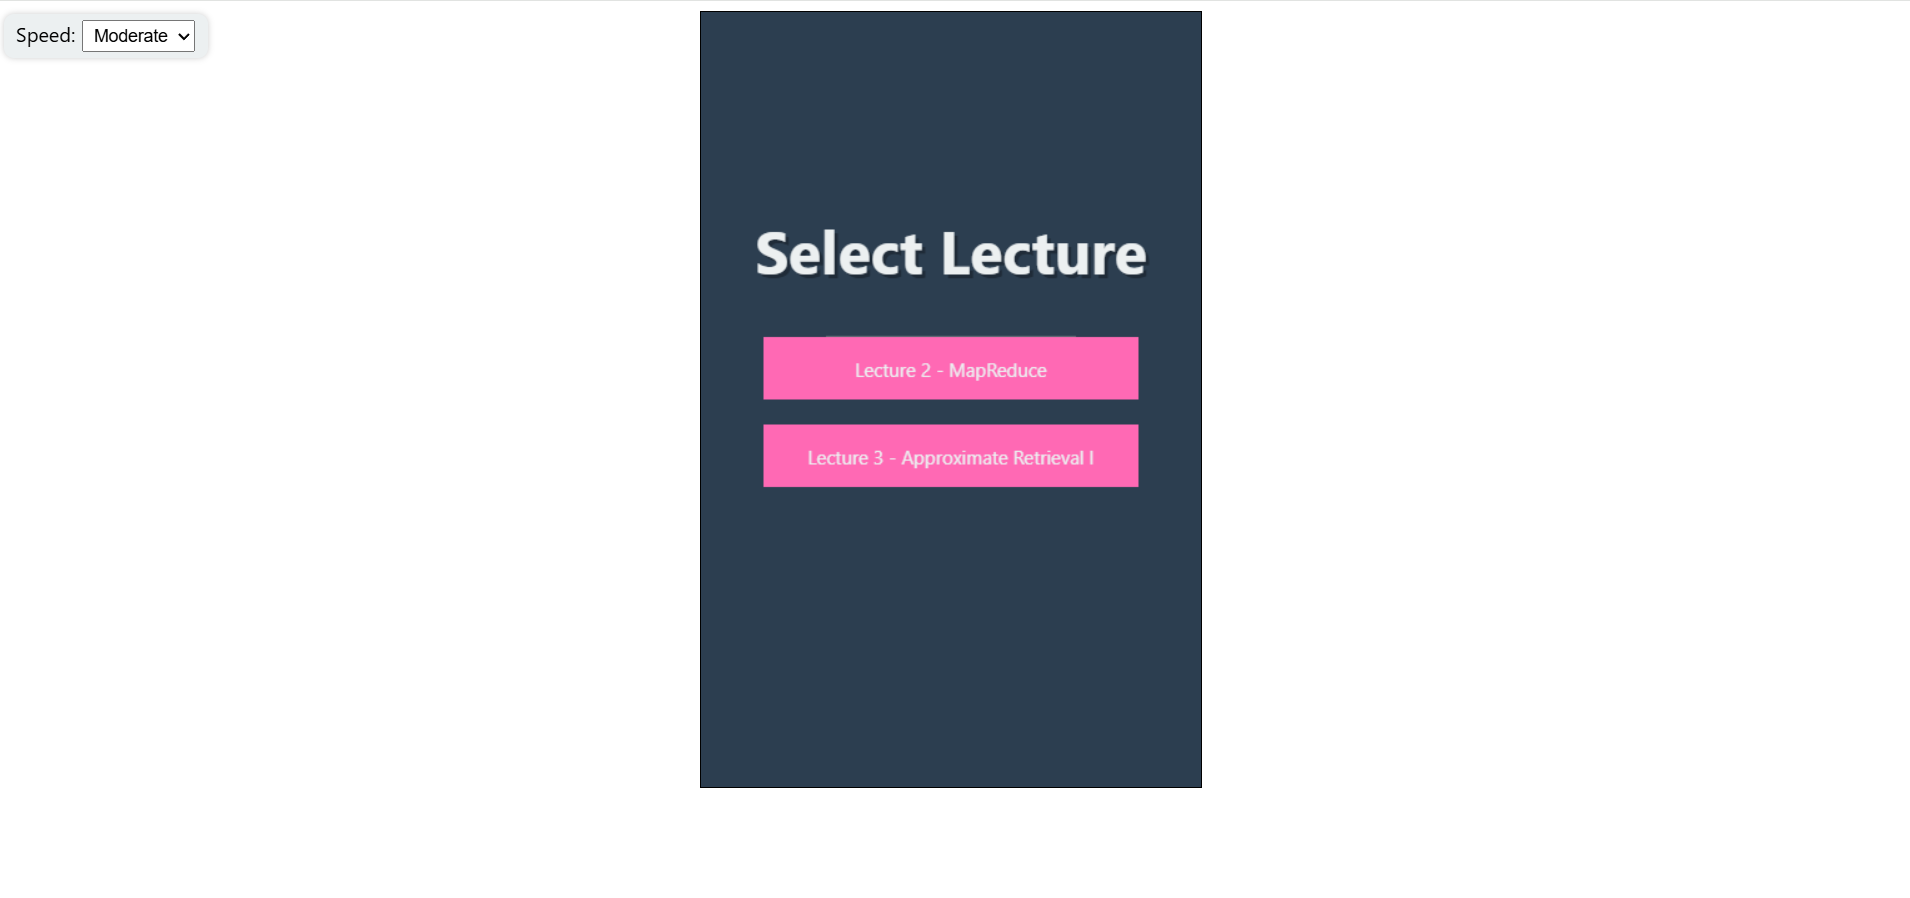 Speed: Moderate
Select Lecture
Lecture 2 - MapReduce
Lecture 3 - Approximate Retrieval I